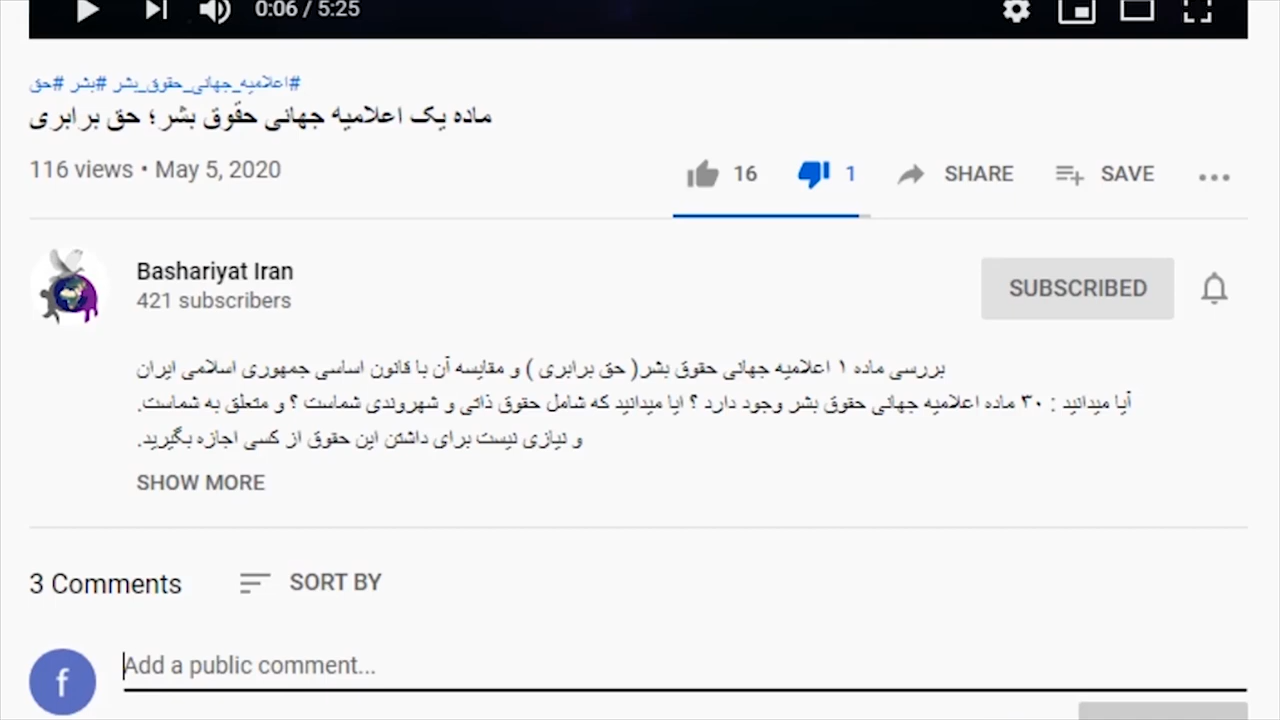 0:06 / 5:25
#اعلامیه_جهانی_حقوق_بشر #بشر #حق
ماده یک اعلامیه جهانی حقوق بشر؛ حق برابری
116 views • May 5, 2020
16
1
SHARE
SAVE
Bashariyat Iran
421 subscribers
SUBSCRIBED
بررسی ماده ۱ اعلامیه جهانی حقوق بشر( حق برابری ) و مقایسه آن با قانون اساسی جمهوری اسلامی ایران
آیا میدانید : ۳۰ ماده اعلامیه جهانی حقوق بشر وجود دارد ؟ ایا میدانید که شامل حقوق ذاتی و شهروندی شماست ؟ و متعلق به شماست.
و نیازی نیست برای داشتن این حقوق از کسی اجازه بگیرید.
SHOW MORE
3 Comments
SORT BY
f
Add a public comment...